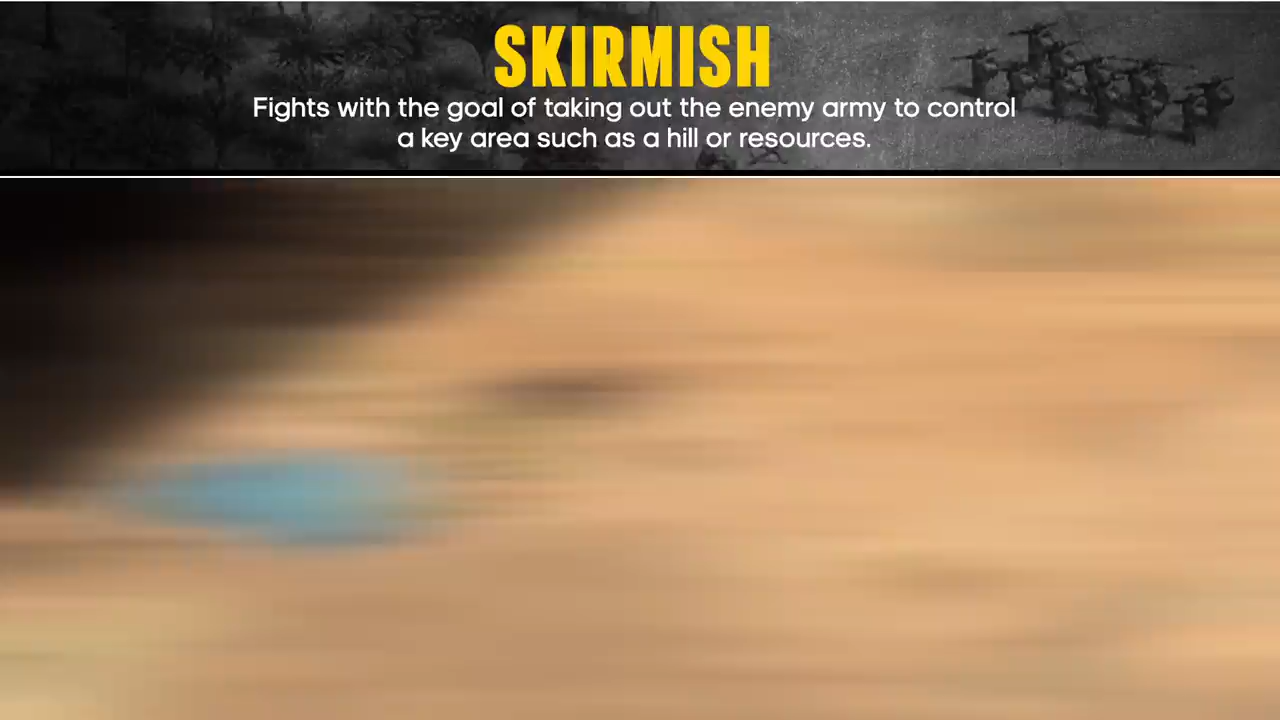 SKIRMISH
Fights with the goal of taking out the enemy army to control
a key area such as a hill or resources.